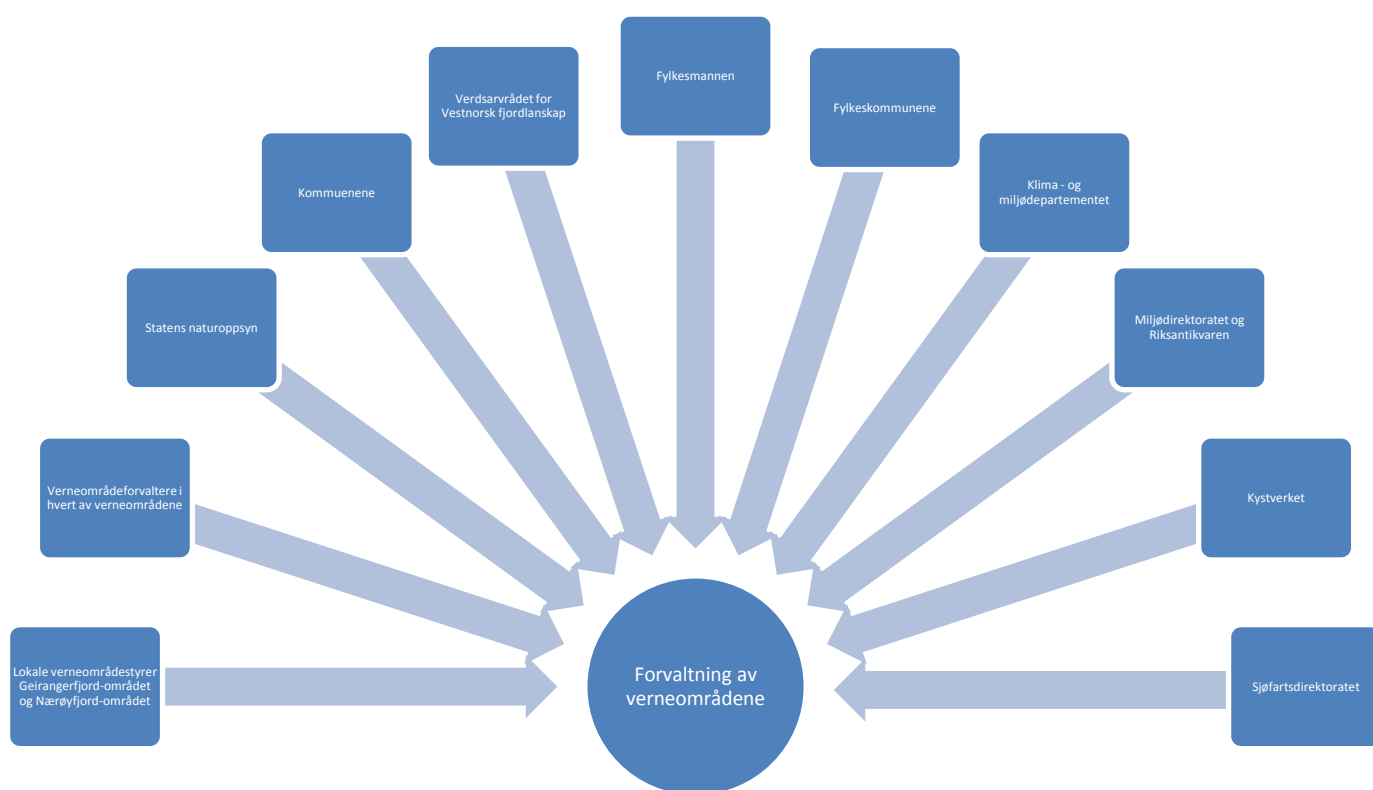 Lokale verneområdestyrer
Geirangerfjord-området
og Nærøyfjord-området
Verneområdeforvaltere i
hvert av verneområdene
Statens naturoppsyn
Kommuenene
Verdsarvrådet for
Vestnorsk fjordlanskap
Fylkesmannen
Fylkeskommunene
Klima - og
miljødepartementet
Miljødirektoratet og
Riksantikvaren
Kystverket
Sjøfartsdirektoratet
Forvaltning av
verneområdene